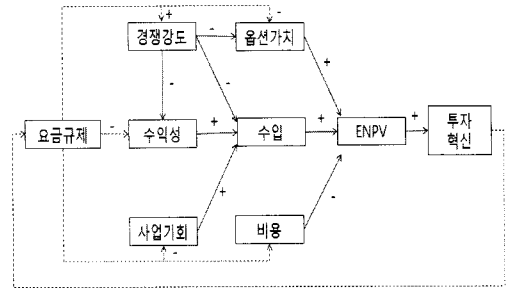 +
-
경쟁강도
-
옵션가치
-
-
+
요금규제
-
수익성
+
수입
+
ENPV
+
투자
혁신
+
-
사업기회
비용
-